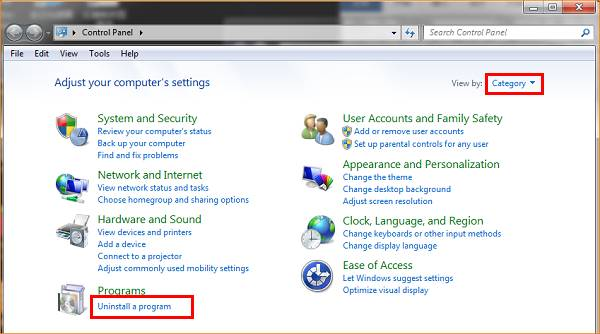 Control Panel
Search Control Panel
File Edit View Tools Help
Adjust your computer's settings
View by: Category
System and Security
Review your computer's status
Back up your computer
Find and fix problems
Network and Internet
View network status and tasks
Choose homegroup and sharing options
Hardware and Sound
View devices and printers
Add a device
Connect to a projector
Adjust commonly used mobility settings
Programs
Uninstall a program
User Accounts and Family Safety
Add or remove user accounts
Set up parental controls for any user
Appearance and Personalization
Change the theme
Change desktop background
Adjust screen resolution
Clock, Language, and Region
Change keyboards or other input methods
Change display language
Ease of Access
Let Windows suggest settings
Optimize visual display